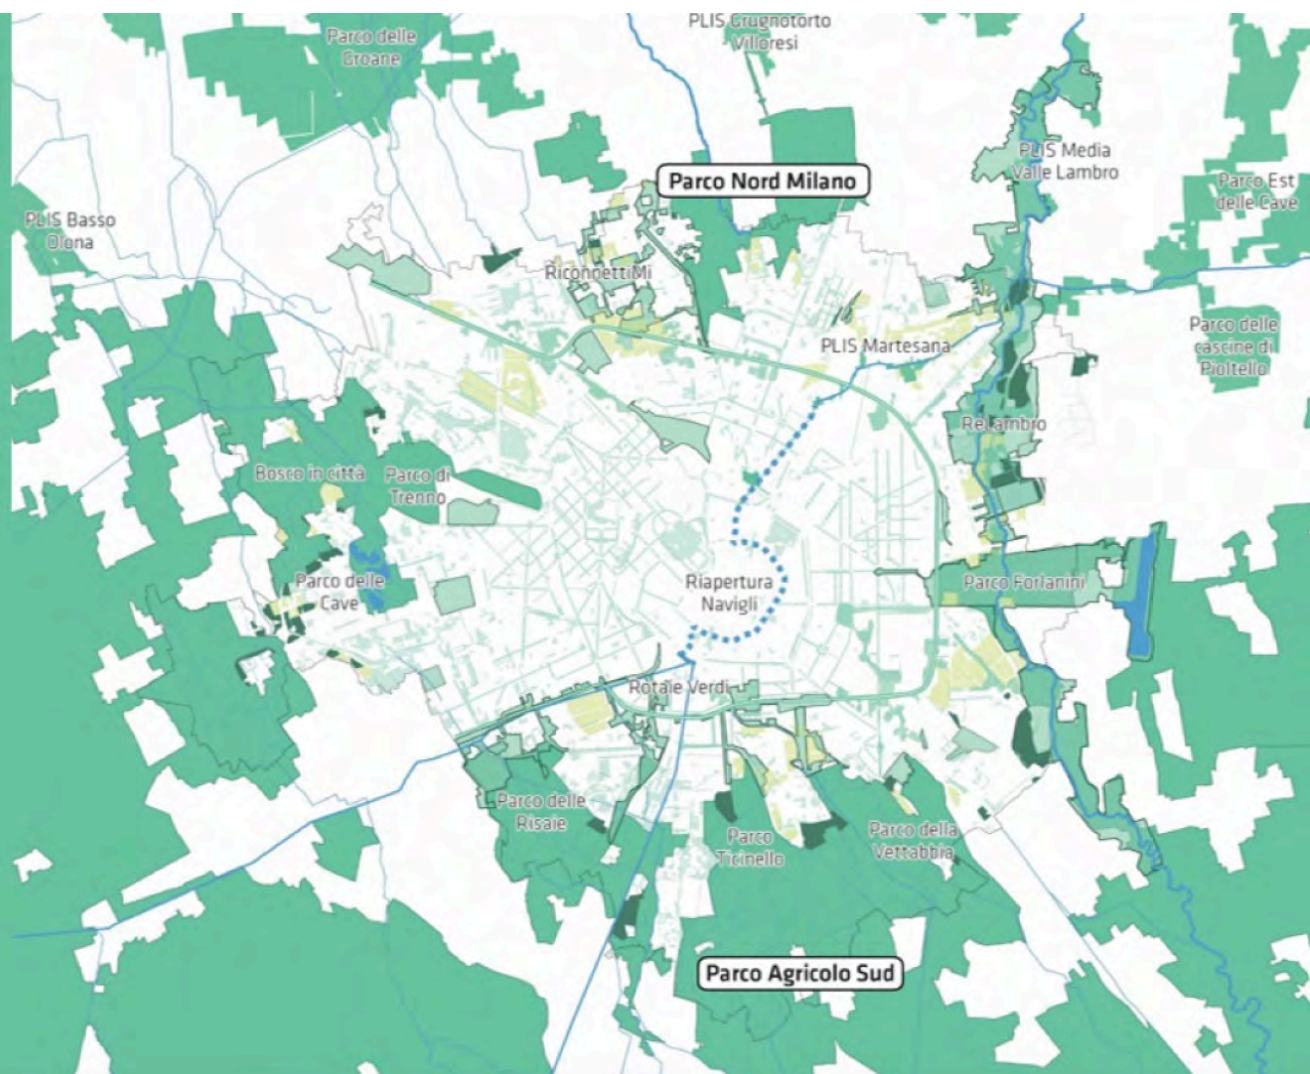 PLIS Grugnotorto
Villoresi
Parco delle
Groane
PLIS Media
Valle Lambro
Parco Nord Milano
Parco Est
delle Cave
PLIS Basso
Olona
RiconnettiMi
Parco delle
cascine di
Pioltello
PLIS Martesana
ReLambro
Bosco in città
Parco di
Trenno
Parco delle
Cave
Riapertura
Navigli
Parco Forlanini
Rotaie Verdi
Parco delle
Risaie
Parco
Ticinello
Parco della
Vettabbia
Parco Agricolo Sud